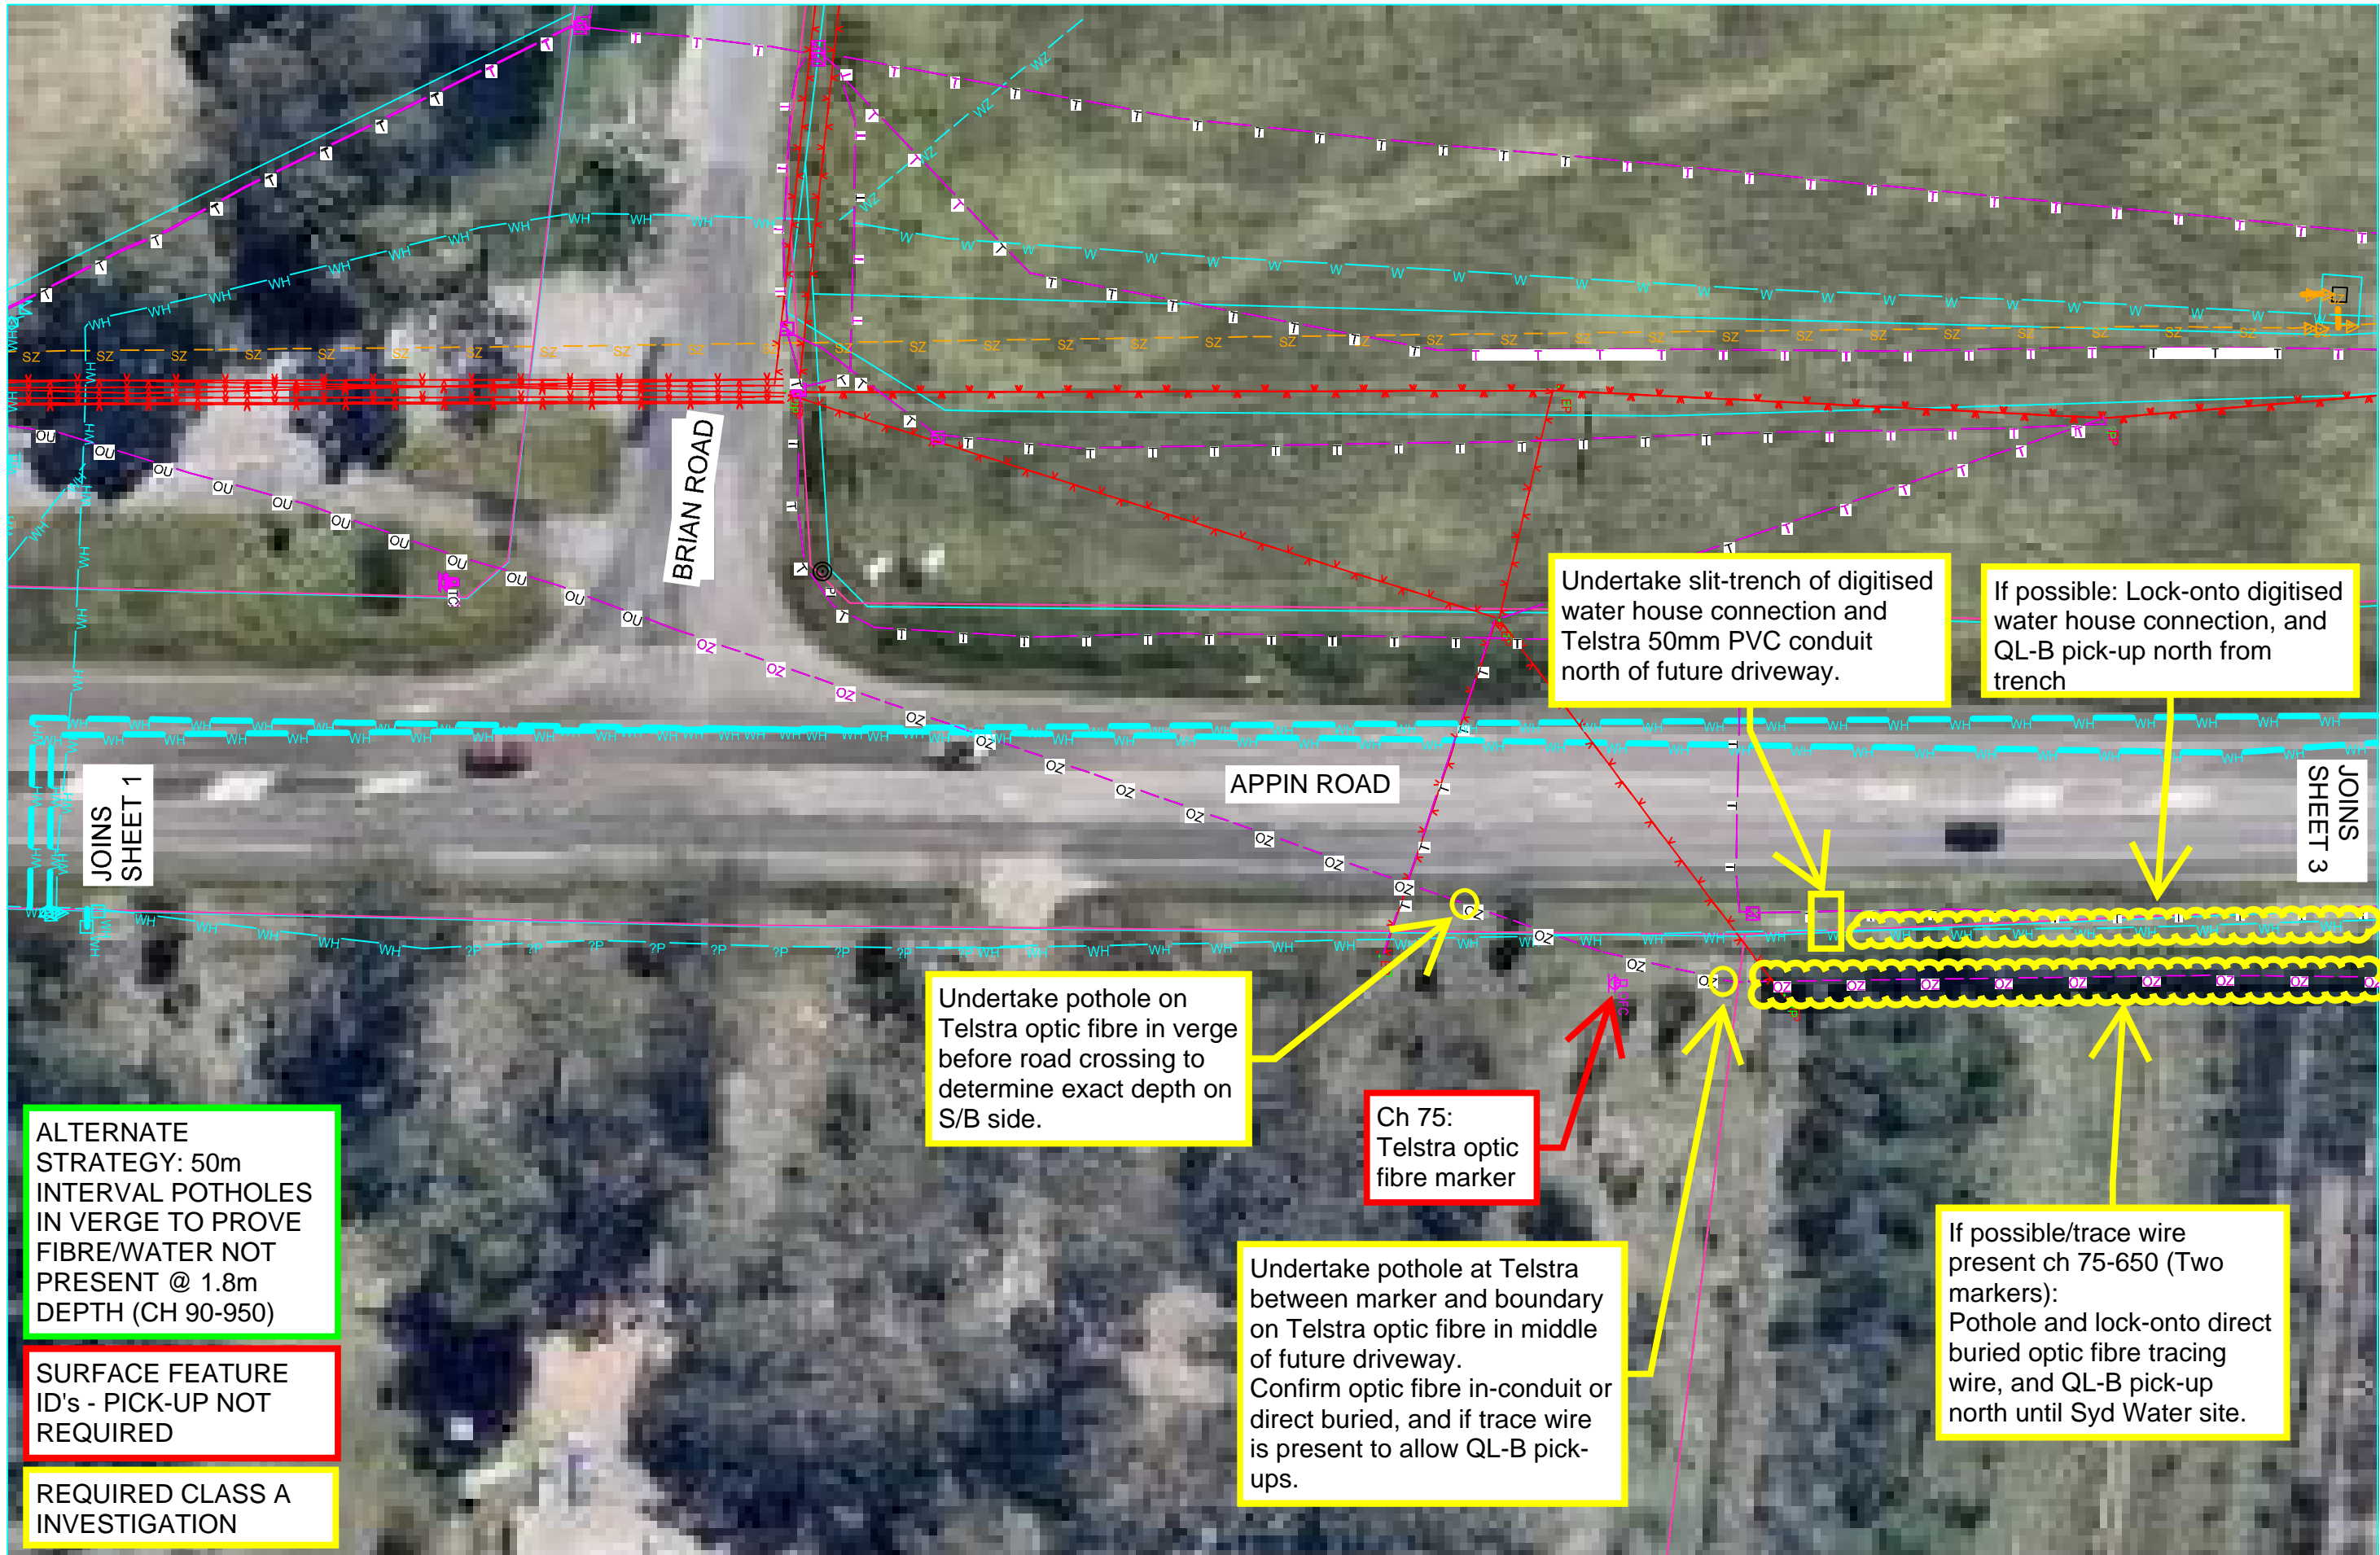 BRIAN ROAD
Undertake slit-trench of digitised
water house connection and
Telstra 50mm PVC conduit
north of future driveway.
If possible: Lock-onto digitised
water house connection, and
QL-B pick-up north from
trench
JOINS
SHEET 1
APPIN ROAD
JOINS
SHEET 3
Undertake pothole on
Telstra optic fibre in verge
before road crossing to
determine exact depth on
S/B side.
Ch 75:
Telstra optic
fibre marker
Undertake pothole at Telstra
between marker and boundary
on Telstra optic fibre in middle
of future driveway.
Confirm optic fibre in-conduit or
direct buried, and if trace wire
is present to allow QL-B pick-
ups.
If possible/trace wire
present ch 75-650 (Two
markers):
Pothole and lock-onto direct
buried optic fibre tracing
wire, and QL-B pick-up
north until Syd Water site.
ALTERNATE
STRATEGY: 50m
INTERVAL POTHOLES
IN VERGE TO PROVE
FIBRE/WATER NOT
PRESENT @ 1.8m
DEPTH (CH 90-950)
SURFACE FEATURE
ID's - PICK-UP NOT
REQUIRED
REQUIRED CLASS A
INVESTIGATION